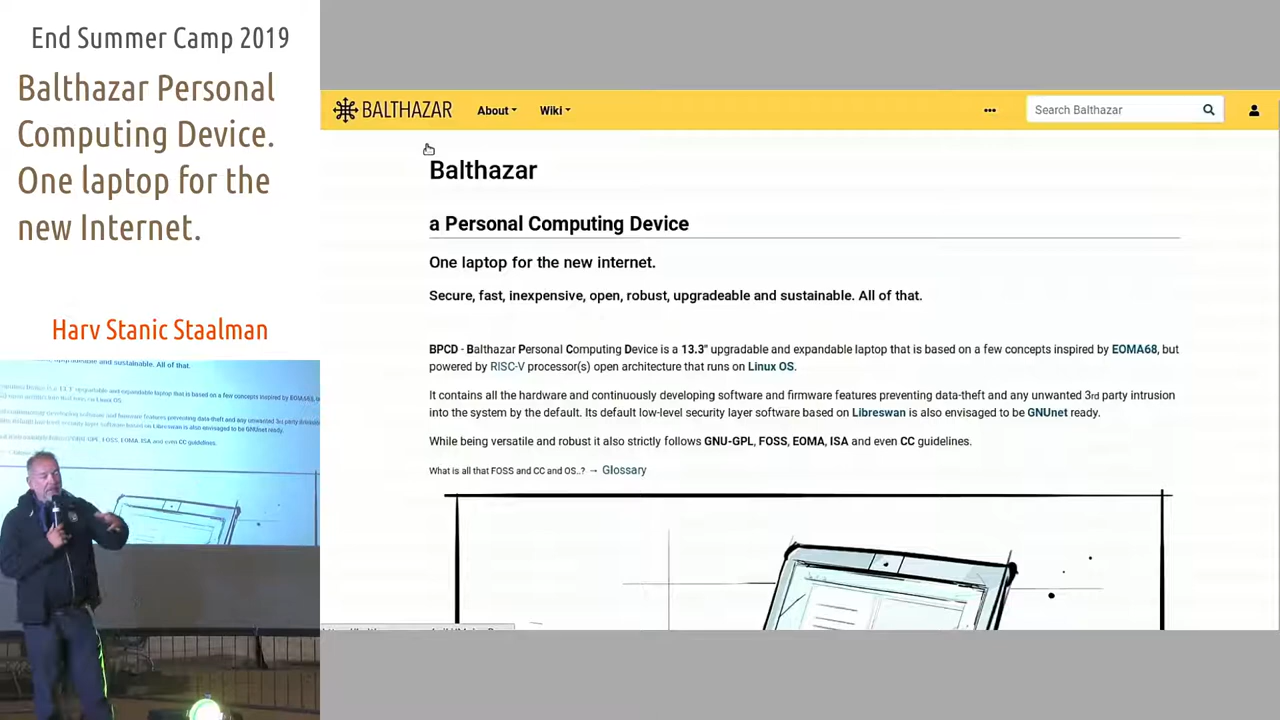 End Summer Camp 2019
Balthazar Personal
Computing Device.
One laptop for the
new Internet.
Harv Stanic Staalman
BALTHAZAR
About
Wiki
Search Balthazar
Balthazar
a Personal Computing Device
One laptop for the new internet.
Secure, fast, inexpensive, open, robust, upgradeable and sustainable. All of that.
BPCD - Balthazar Personal Computing Device is a 13.3" upgradable and expandable laptop that is based on a few concepts inspired by EOMA68, but
powered by RISC-V processor(s) open architecture that runs on Linux OS.
It contains all the hardware and continuously developing software and firmware features preventing data-theft and any unwanted 3rd party intrusion
into the system by the default. Its default low-level security layer software based on Libreswan is also envisaged to be GNUnet ready.
While being versatile and robust it also strictly follows GNU-GPL, FOSS, EOMA, ISA and even CC guidelines.
What is all that FOSS and CC and OS..? → Glossary